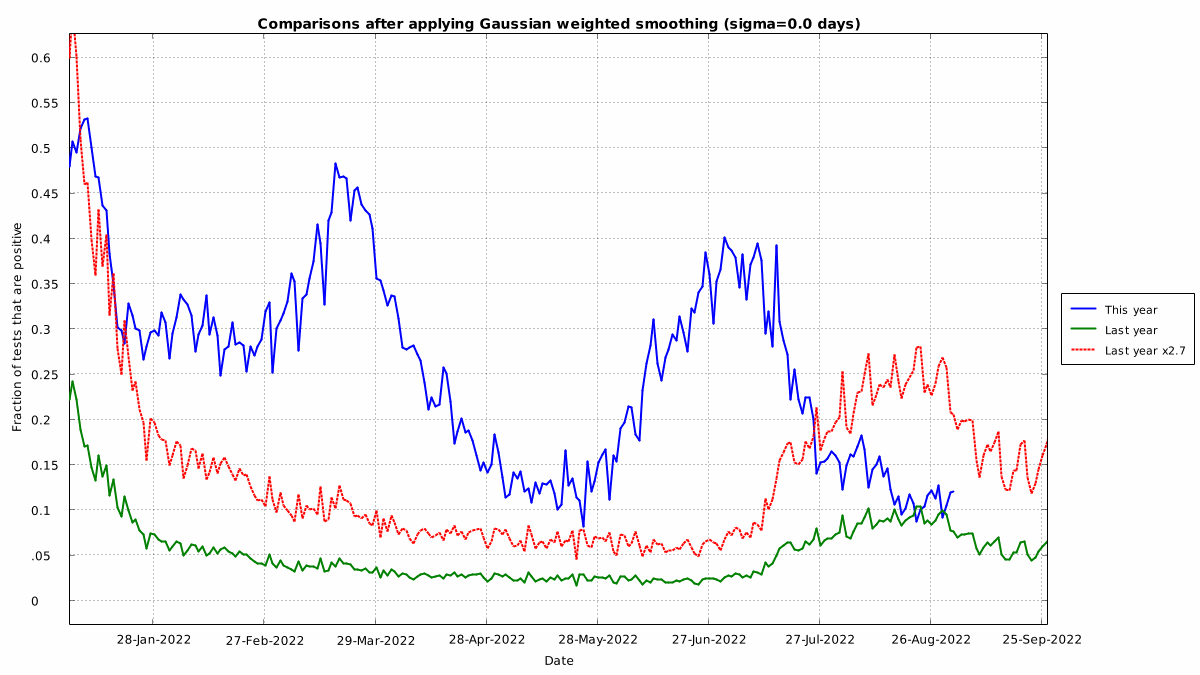 Comparisons after applying Gaussian weighted smoothing (sigma=0.0 days)
Fraction of tests that are positive
0.6
0.55
0.5
0.45
0.4
0.35
0.3
0.25
0.2
0.15
0.1
.05
0
28-Jan-2022
27-Feb-2022
29-Mar-2022
28-Apr-2022
28-May-2022
27-Jun-2022
27-Jul-2022
26-Aug-2022
25-Sep-2022
Date
This year
Last year
Last year x2.7